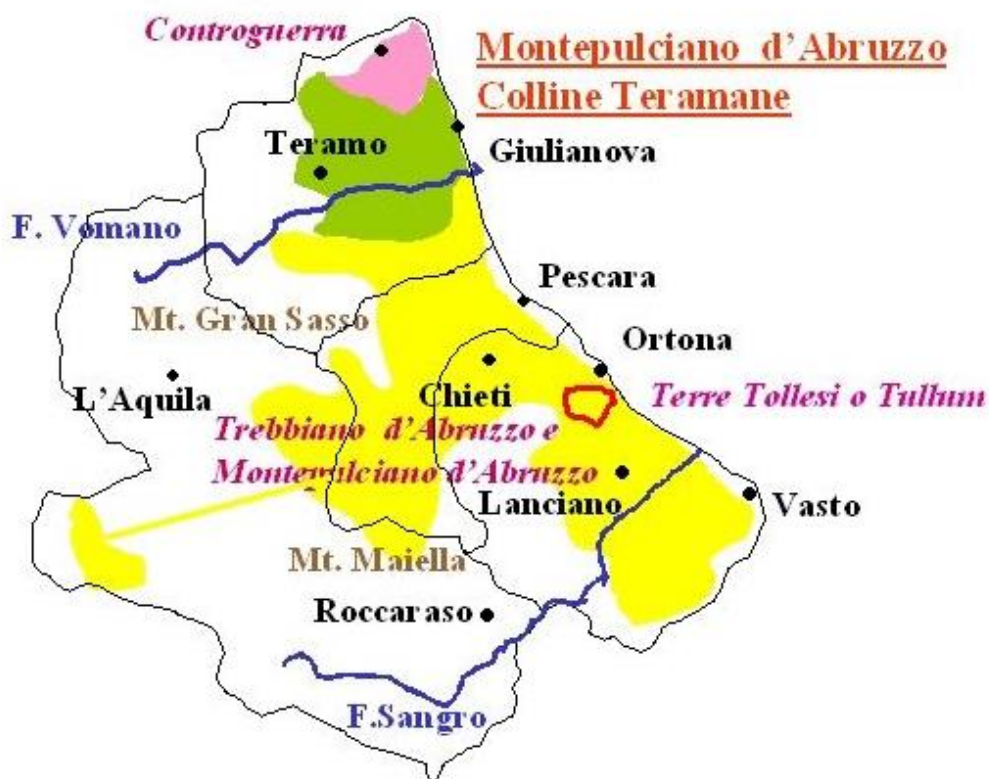 Controguerra
Montepulciano d'Abruzzo
Colline Teramane
Teramo
Giulianova
F. Vomano
Pescara
Mt. Gran Sasso
Ortona
L'Aquila
Chieti
Terre Tollesi o Tullum
Trebbiano d'Abruzzo e
Montepulciano d'Abruzzo
Lanciano
Vasto
Mt. Maiella
Roccaraso
F.Sangro